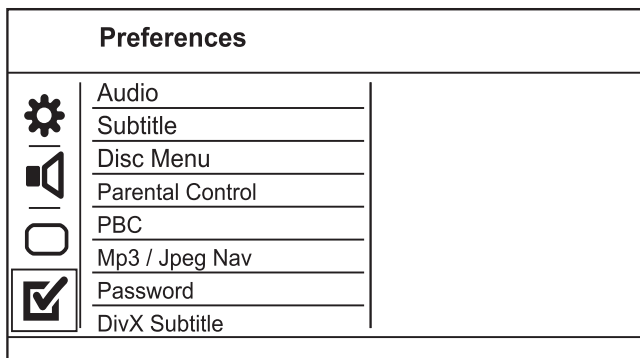 Preferences
Audio
Subtitle
Disc Menu
Parental Control
PBC
Mp3 / Jpeg Nav
Password
DivX Subtitle